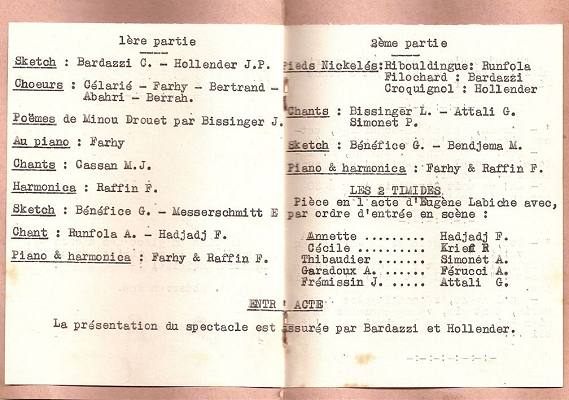 1ère partie
Sketch : Bardazzi C. - Hollender J.P.
Choeurs : Célarié - Farhy - Bertrand -
Abahri - Berrah.
Poëmes de Minou Drouet par Bissinger J.
Au piano : Farhy
Chants : Cassan M.J.
Harmonica : Raffin F.
Sketch : Bénéfice G. - Messerschmitt E
Chant : Runfola A. - Hadjadj F.
Piano & harmonica : Farhy & Raffin F.
2ème partie
Pieds Nickelés: Ribouldingue: Runfola
Filochard : Bardazzi
Croquignol : Hollender
Chants : Bissinger L. - Attali G.
Simonet P.
Sketch : Bénéfice G. - Bendjema M.
Piano & harmonica : Farhy & Raffin F.
LES 2 TIMIDES
Pièce en 1 acte d'Eugène Labiche avec,
par ordre d'entrée en scène :
Annette ........ Hadjadj F.
Cécile ......... Krieff R
Thibaudier ..... Simonet A.
Garadoux A. .... Férucci A.
Frémissin J. ... Attali G.
ENTR'ACTE
La présentation du spectacle est assurée par Bardazzi et Hollender.
-:-:-:-:-:-:-